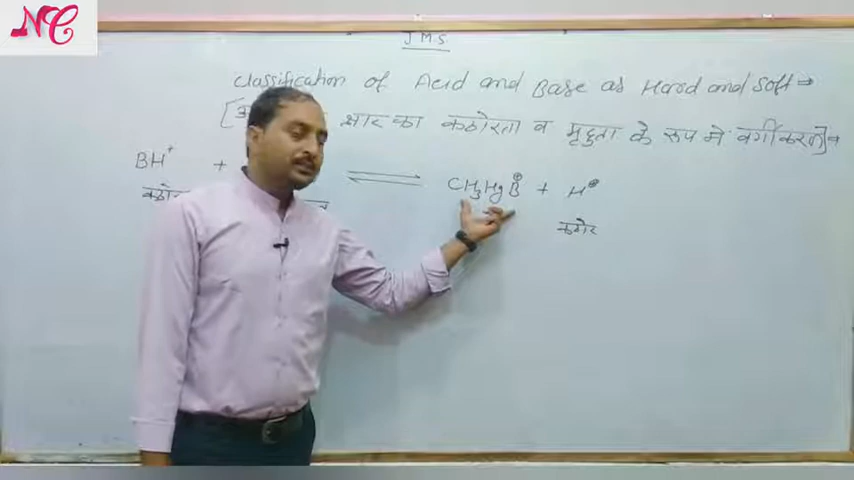 NC
JMS
Classification of Acid and Base as Hard and Soft ⇒
क्षार का कठोरता व मृदुता के रूप में वर्गीकरण]
BH⁺ + ⇌ CH₃HgB⊕ + H⊕
कठोर